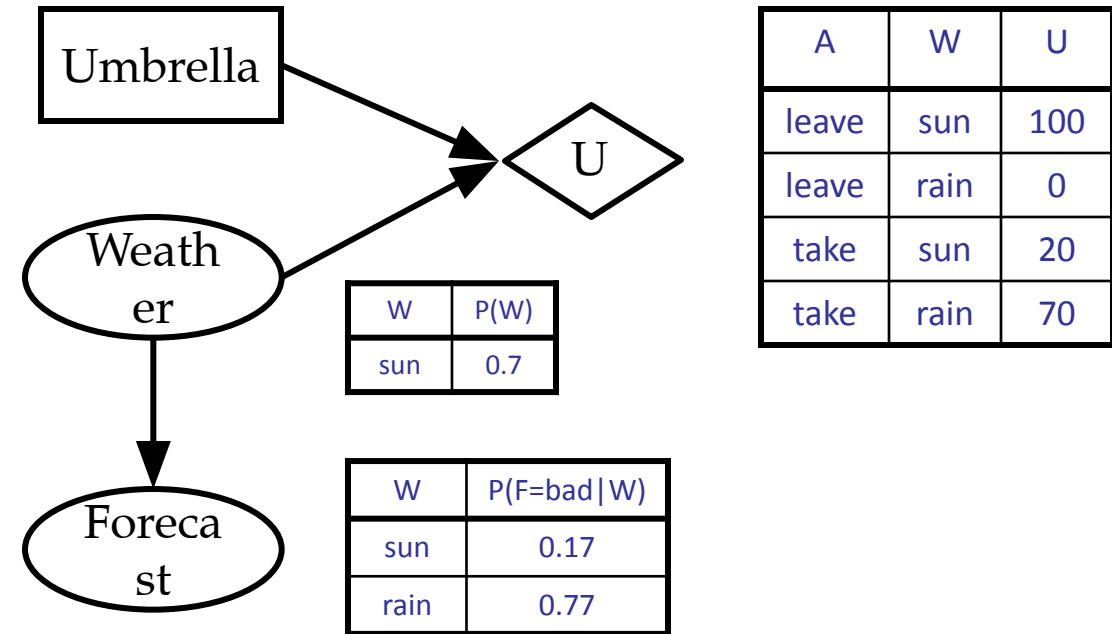 Umbrella
U
Weath
er
Foreca
st
A W U
leave sun 100
leave rain 0
take sun 20
take rain 70
W P(W)
sun 0.7
W P(F=bad|W)
sun 0.17
rain 0.77